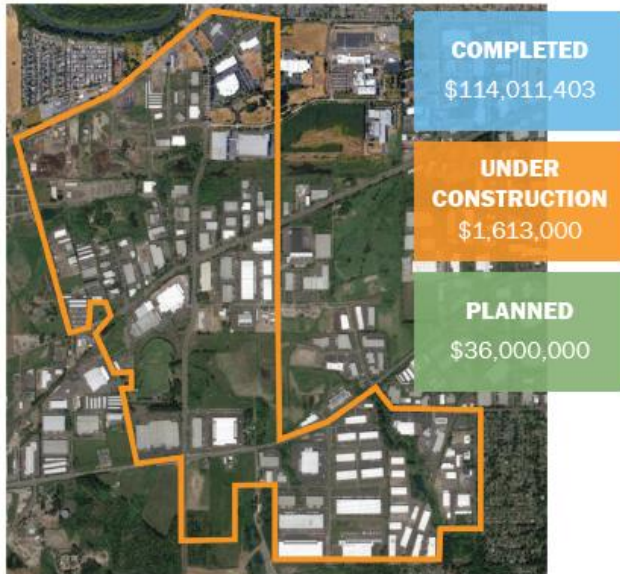 COMPLETED
$114,011,403
UNDER
CONSTRUCTION
$1,613,000
PLANNED
$36,000,000